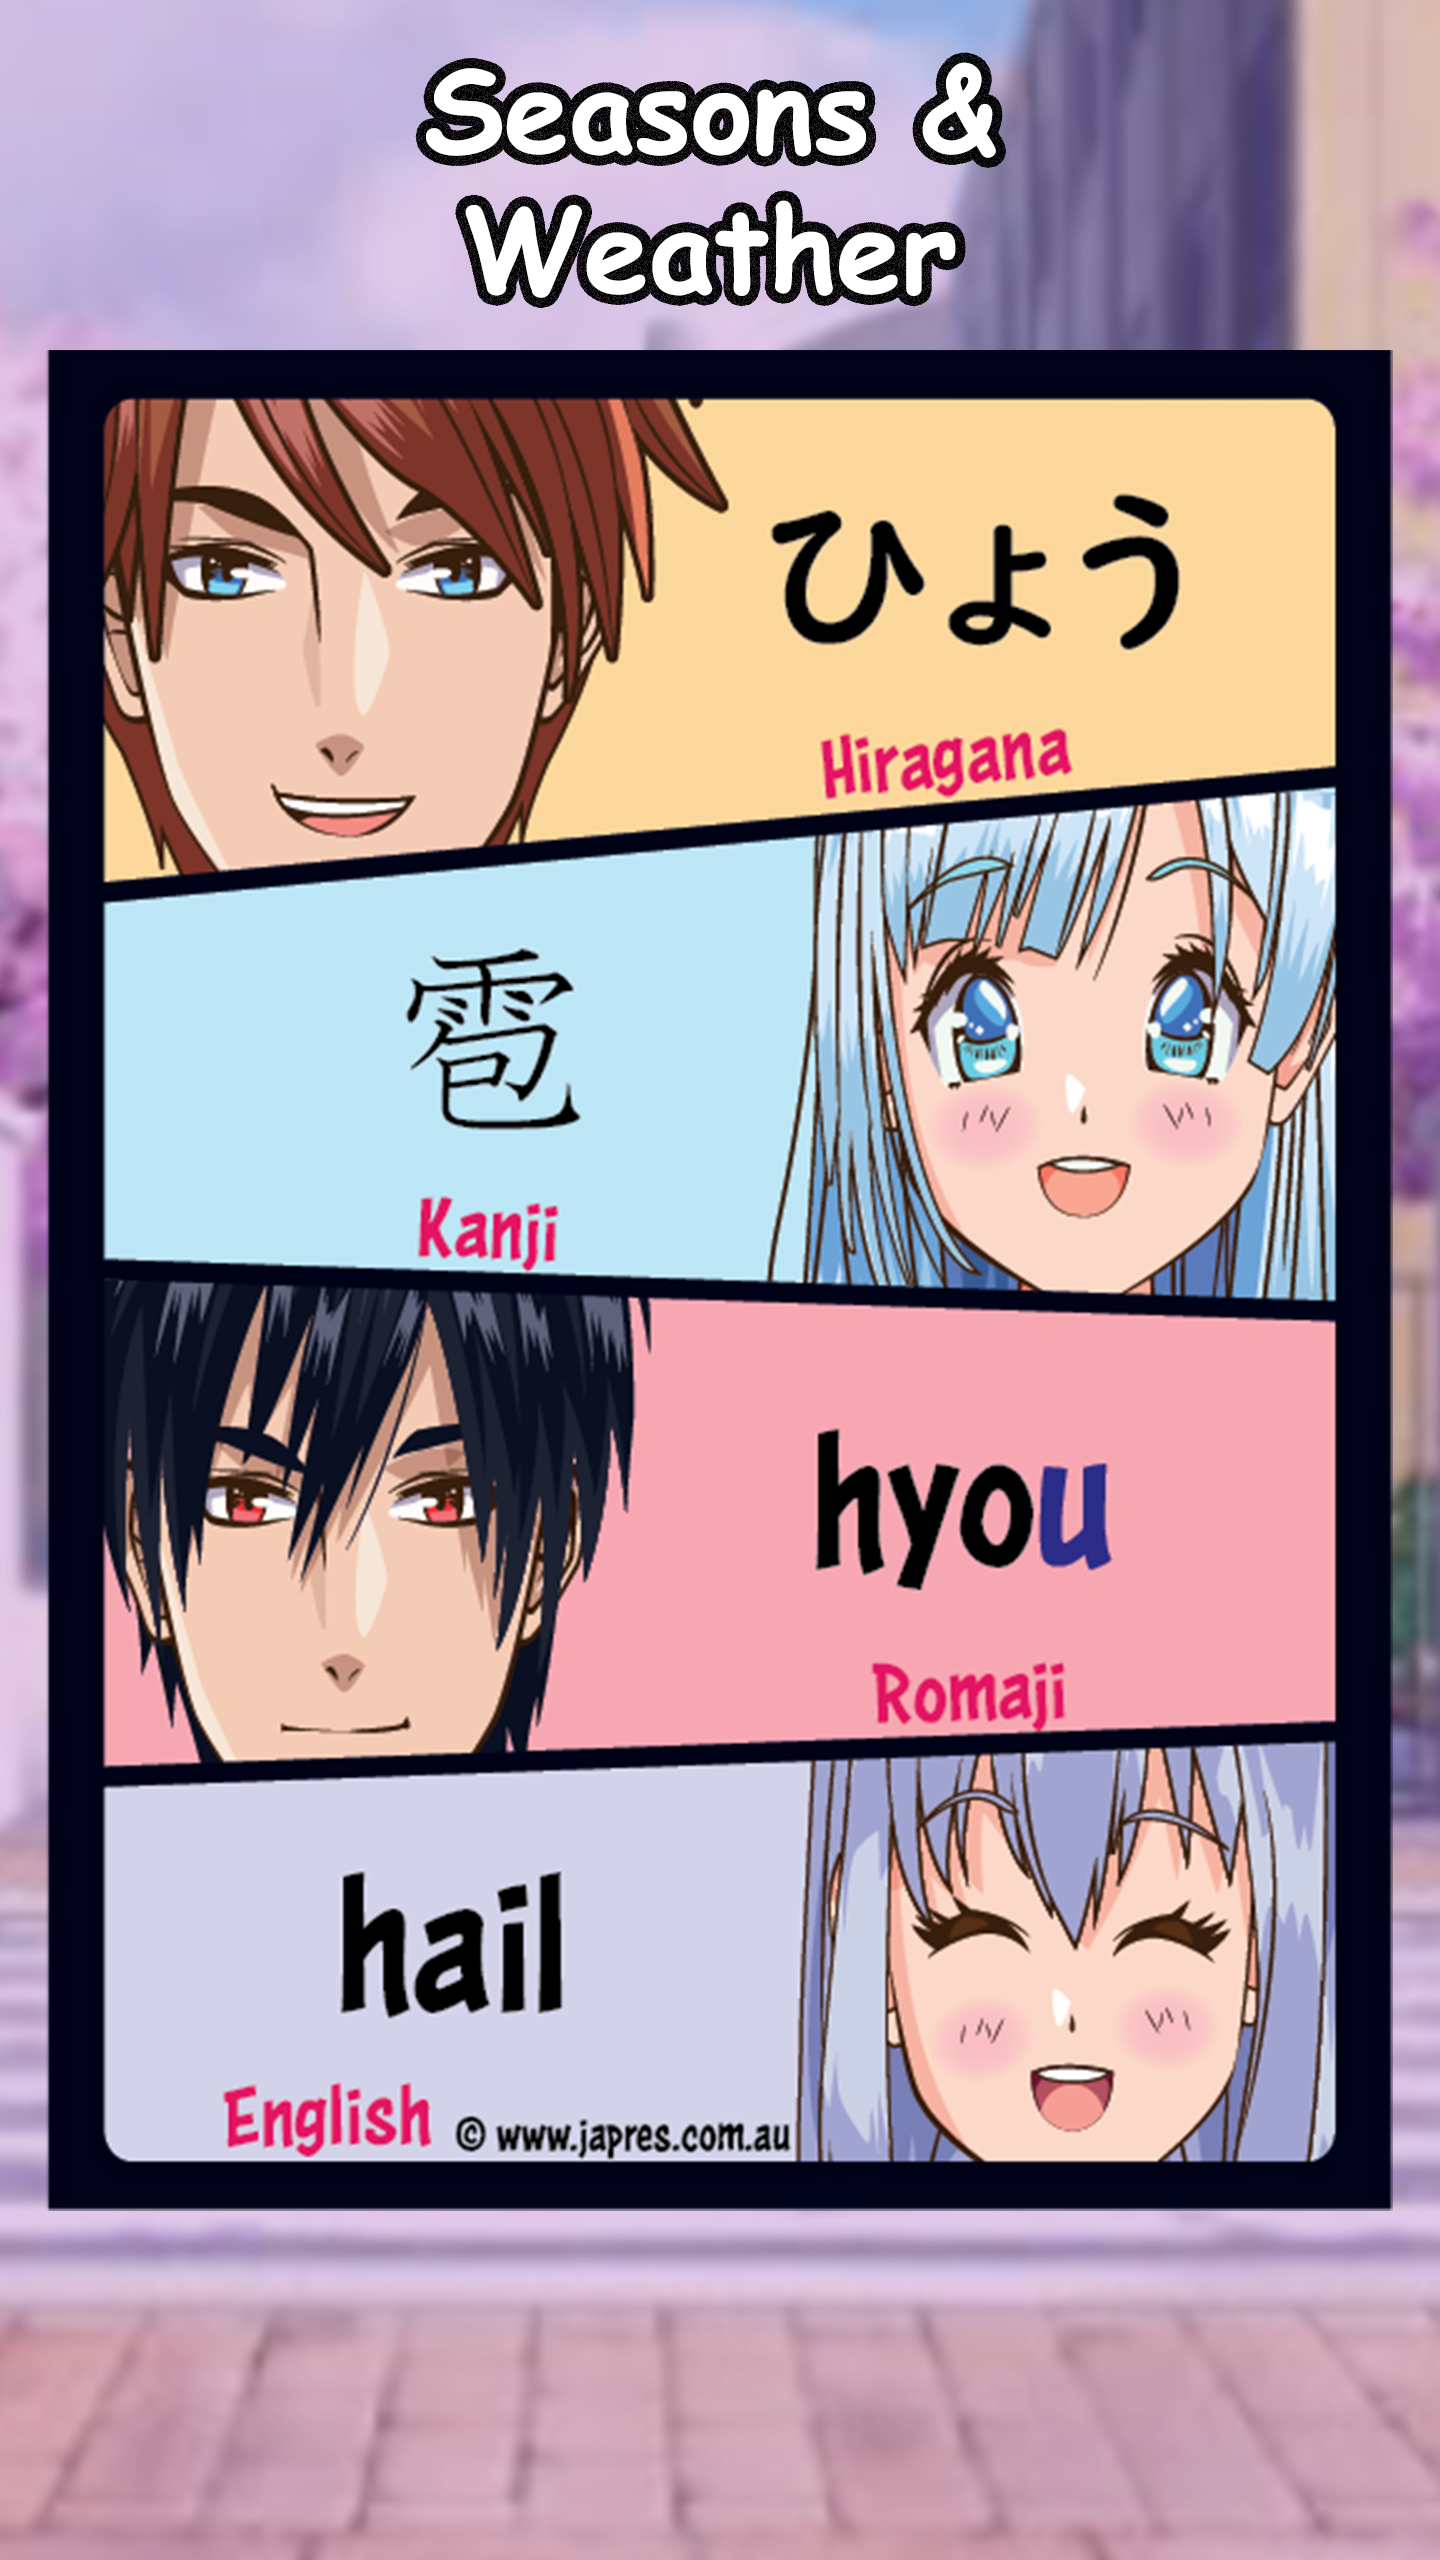 Seasons &
Weather
ひょう
Hiragana
雹
Kanji
hyou
Romaji
hail
English
© www.japres.com.au